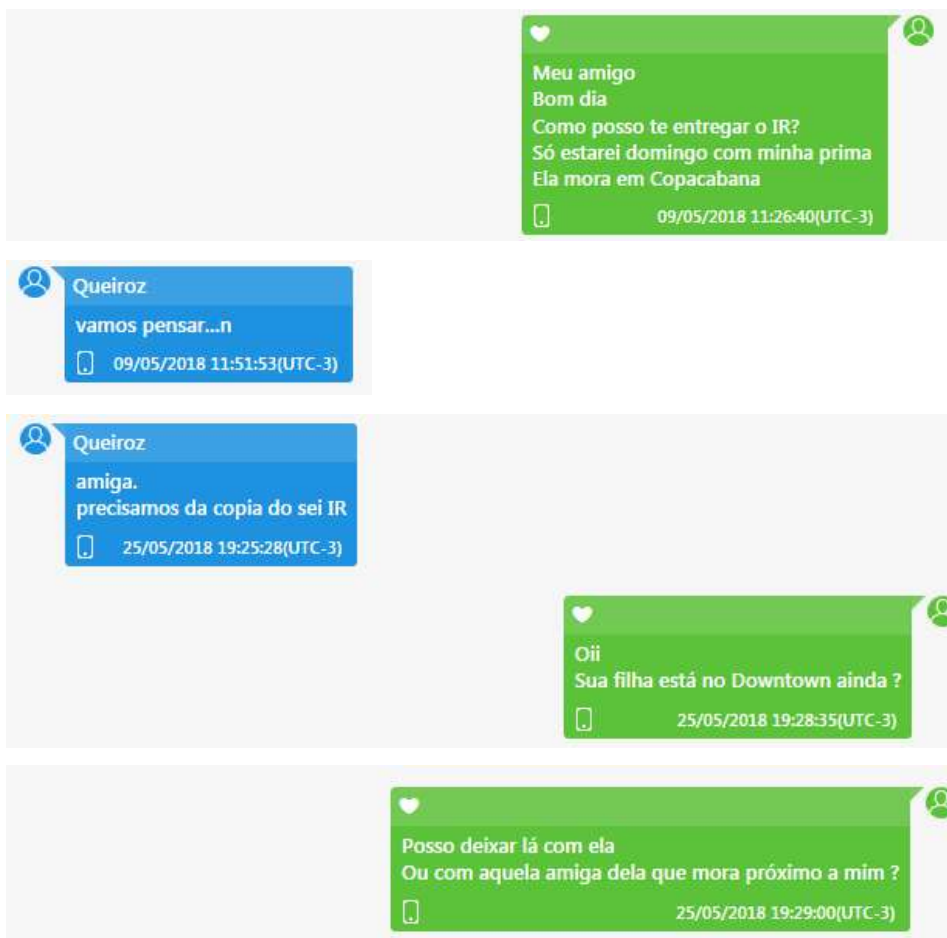 Meu amigo
Bom dia
Como posso te entregar o IR?
Só estarei domingo com minha prima
Ela mora em Copacabana
09/05/2018 11:26:40(UTC-3)
Queiroz
vamos pensar...n
09/05/2018 11:51:53(UTC-3)
Queiroz
amiga.
precisamos da copia do sei IR
25/05/2018 19:25:28(UTC-3)
Oii
Sua filha está no Downtown ainda ?
25/05/2018 19:28:35(UTC-3)
Posso deixar lá com ela
Ou com aquela amiga dela que mora próximo a mim ?
25/05/2018 19:29:00(UTC-3)